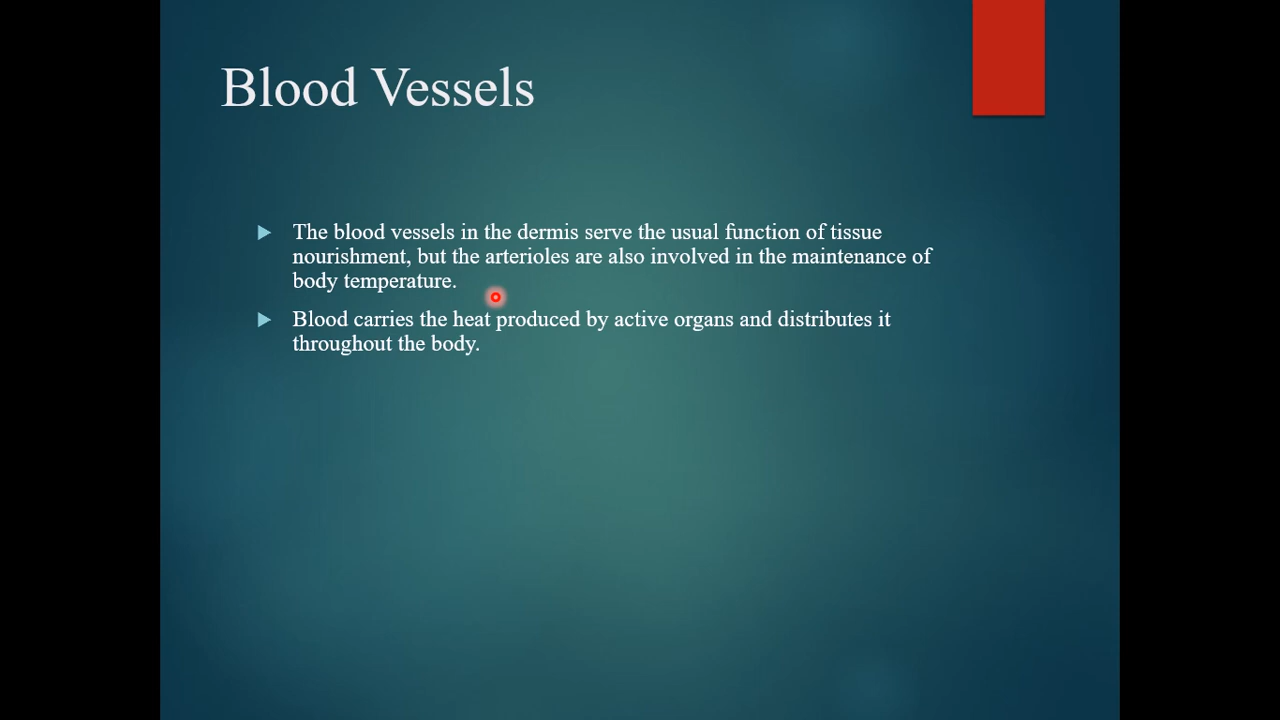 Blood Vessels
The blood vessels in the dermis serve the usual function of tissue
nourishment, but the arterioles are also involved in the maintenance of
body temperature.
Blood carries the heat produced by active organs and distributes it
throughout the body.